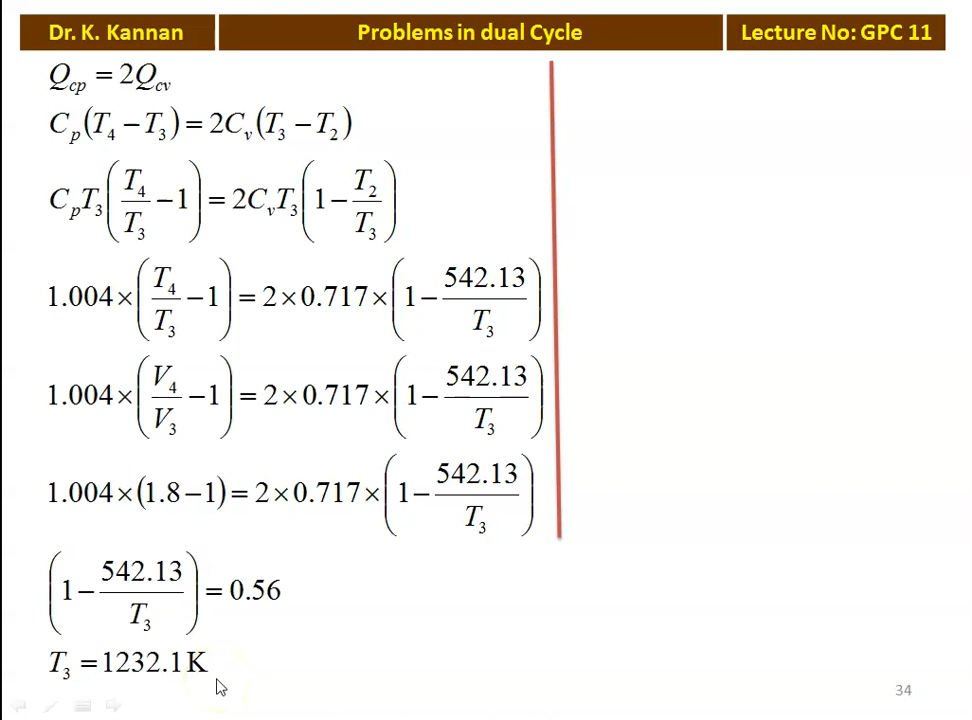 Dr. K. Kannan
Problems in dual Cycle
Lecture No: GPC 11
Q_cp = 2Q_cv
C_p(T_4 − T_3) = 2C_v(T_3 − T_2)
C_pT_3(T_4/T_3 − 1) = 2C_vT_3(1 − T_2/T_3)
1.004×(T_4/T_3 − 1) = 2×0.717×(1 − 542.13/T_3)
1.004×(V_4/V_3 − 1) = 2×0.717×(1 − 542.13/T_3)
1.004×(1.8−1) = 2×0.717×(1 − 542.13/T_3)
(1 − 542.13/T_3) = 0.56
T_3 = 1232.1 K
34